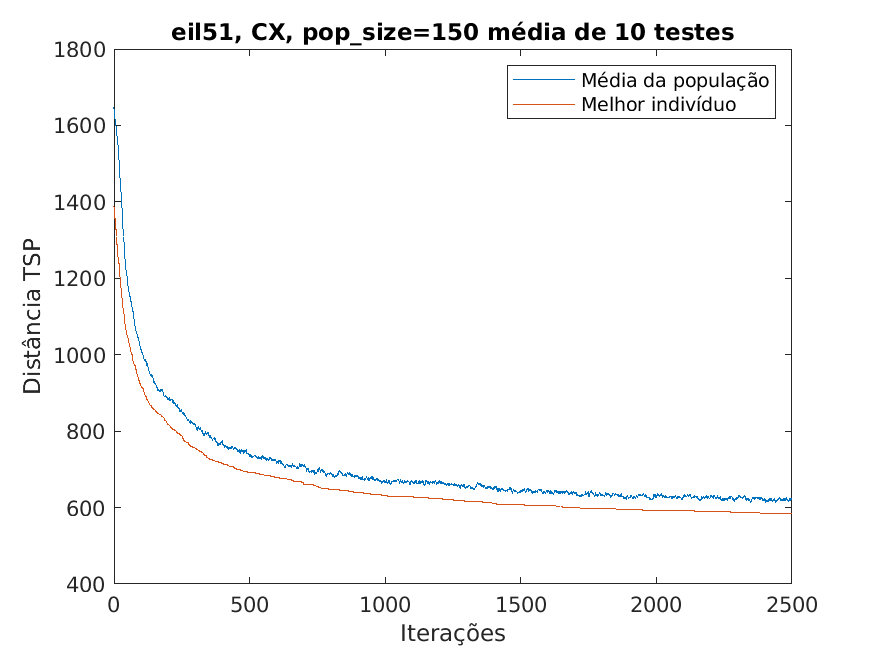 eil51, CX, pop_size=150 média de 10 testes
1800
1600
1400
1200
1000
800
600
400
Distância TSP
Média da população
Melhor indivíduo
0 500 1000 1500 2000 2500
Iterações